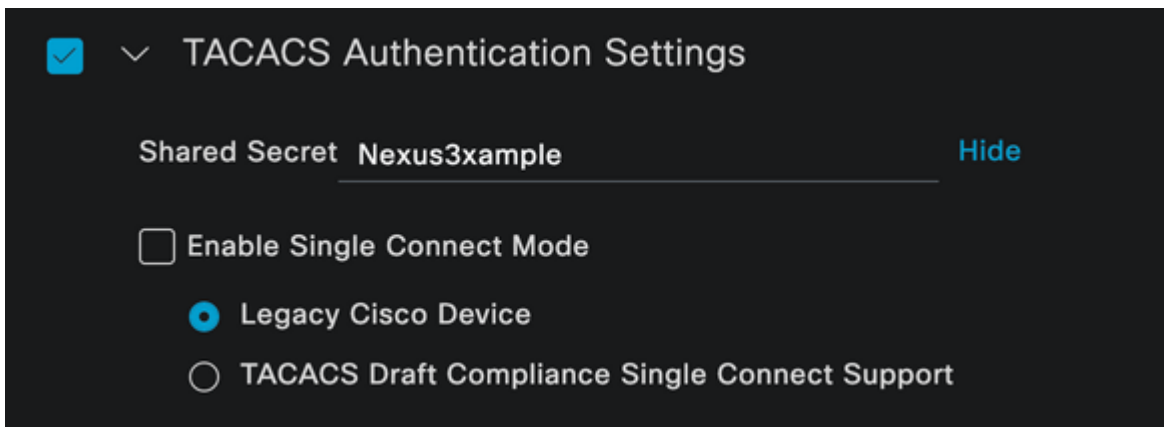 TACACS Authentication Settings
Shared Secret Nexus3xample Hide
Enable Single Connect Mode
Legacy Cisco Device
TACACS Draft Compliance Single Connect Support